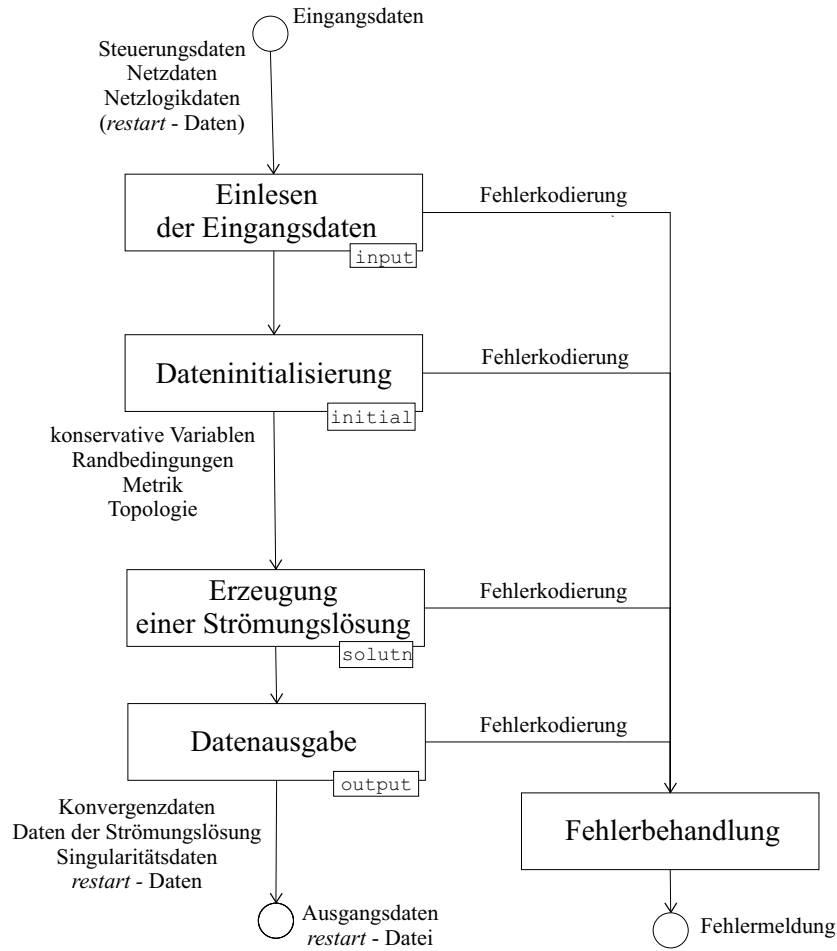 Eingangsdaten
Steuerungsdaten
Netzdaten
Netzlogikdaten
(restart - Daten)
Einlesen
der Eingangsdaten
input
Fehlerkodierung
Dateninitialisierung
initial
Fehlerkodierung
konservative Variablen
Randbedingungen
Metrik
Topologie
Erzeugung
einer Strömungslösung
solutn
Fehlerkodierung
Datenausgabe
output
Fehlerkodierung
Konvergenzdaten
Daten der Strömungslösung
Singularitätsdaten
restart - Daten
Fehlerbehandlung
Ausgangsdaten
restart - Datei
Fehlermeldung